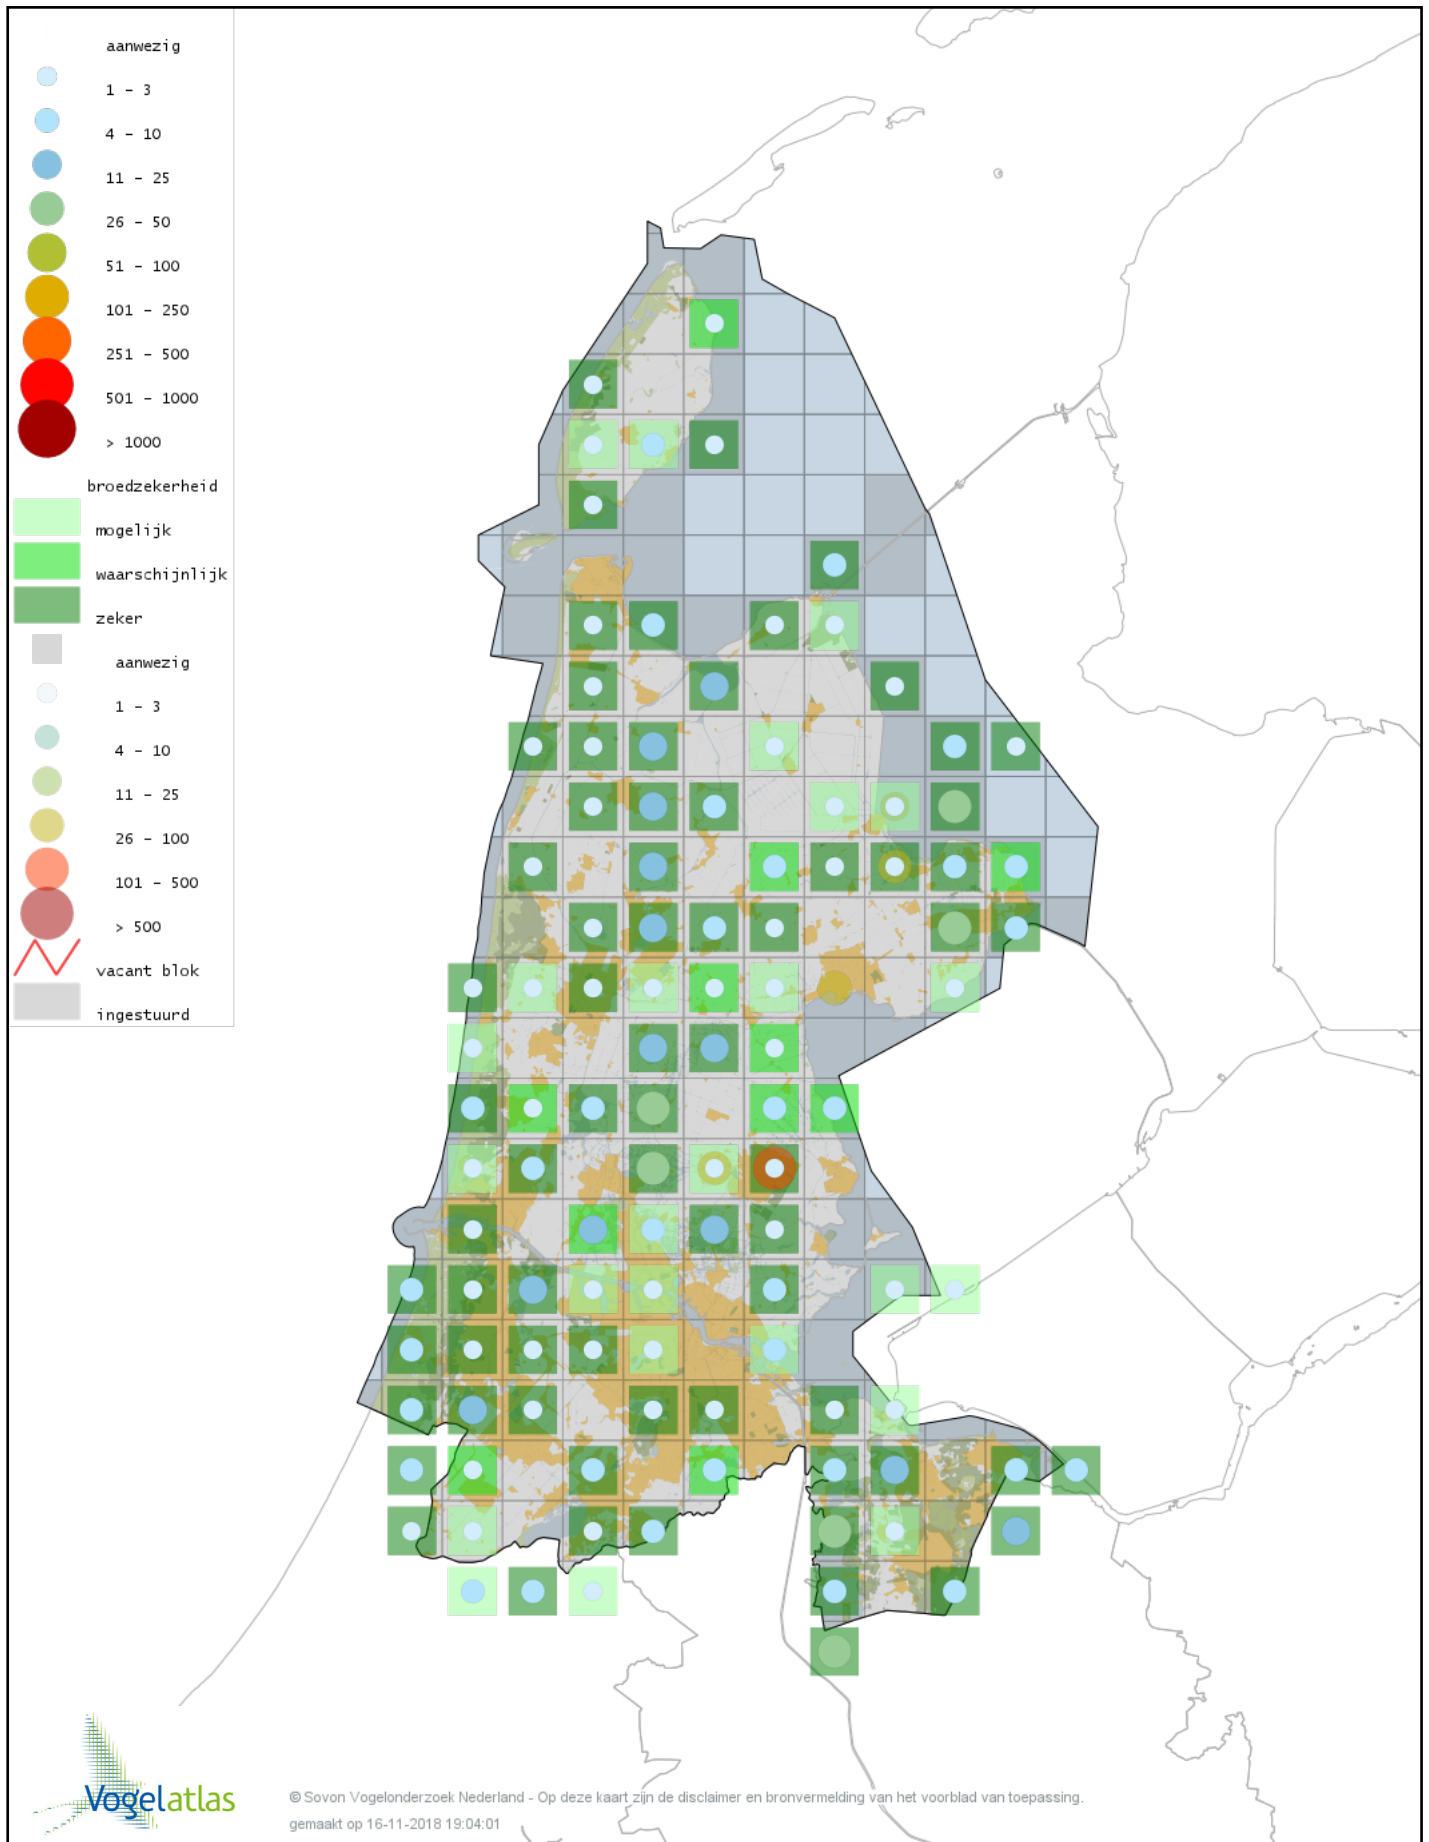 aanwezig
1 – 3
4 – 10
11 – 25
26 – 50
51 – 100
101 – 250
251 – 500
501 – 1000
> 1000
broedzekerheid
mogelijk
waarschijnlijk
zeker
aanwezig
1 – 3
4 – 10
11 – 25
26 – 100
101 – 500
> 500
vacant blok
ingestuurd
Vogelatlas
© Sovon Vogelonderzoek Nederland - Op deze kaart zijn de disclaimer en bronvermelding van het voorblad van toepassing.
gemaakt op 16-11-2018 19:04:01